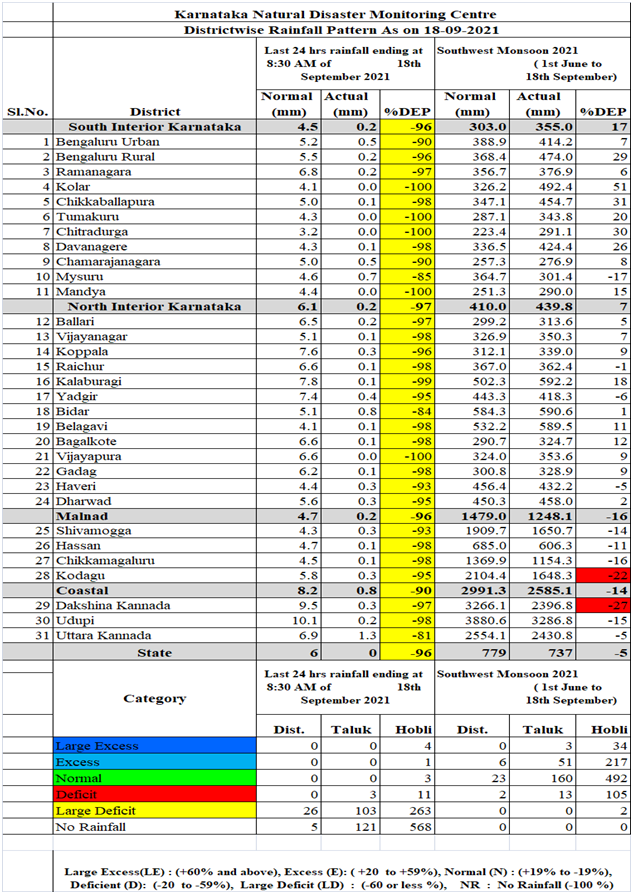 Karnataka Natural Disaster Monitoring Centre
Districtwise Rainfall Pattern As on 18-09-2021
Last 24 hrs rainfall ending at 8:30 AM of 18th September 2021 Southwest Monsoon 2021 ( 1st June to 18th September)
Sl.No. District Normal (mm) Actual (mm) %DEP Normal (mm) Actual (mm) %DEP
South Interior Karnataka 4.5 0.2 -96 303.0 355.0 17
1 Bengaluru Urban 5.2 0.5 -90 388.9 414.2 7
2 Bengaluru Rural 5.5 0.2 -96 368.4 474.0 29
3 Ramanagara 6.8 0.2 -97 356.7 376.9 6
4 Kolar 4.1 0.0 -100 326.2 492.4 51
5 Chikkaballapura 5.0 0.1 -98 347.1 454.7 31
6 Tumakuru 4.3 0.0 -100 287.1 343.8 20
7 Chitradurga 3.2 0.0 -100 223.4 291.1 30
8 Davanagere 4.3 0.1 -98 336.5 424.4 26
9 Chamarajanagara 5.0 0.5 -90 257.3 276.9 8
10 Mysuru 4.6 0.7 -85 364.7 301.4 -17
11 Mandya 4.4 0.0 -100 251.3 290.0 15
North Interior Karnataka 6.1 0.2 -97 410.0 439.8 7
12 Ballari 6.5 0.2 -97 299.2 313.6 5
13 Vijayanagar 5.1 0.1 -98 326.9 350.3 7
14 Koppala 7.6 0.3 -96 312.1 339.0 9
15 Raichur 6.6 0.1 -98 367.0 362.4 -1
16 Kalaburagi 7.8 0.1 -99 502.3 592.2 18
17 Yadgir 7.4 0.4 -95 443.3 418.3 -6
18 Bidar 5.1 0.8 -84 584.3 590.6 1
19 Belagavi 4.1 0.1 -98 532.2 589.5 11
20 Bagalkote 6.6 0.1 -98 290.7 324.7 12
21 Vijayapura 6.6 0.0 -100 324.0 353.6 9
22 Gadag 6.2 0.1 -98 300.8 328.9 9
23 Haveri 4.4 0.3 -93 456.4 432.2 -5
24 Dharwad 5.6 0.3 -95 450.3 458.0 2
Malnad 4.7 0.2 -96 1479.0 1248.1 -16
25 Shivamogga 4.3 0.3 -93 1909.7 1650.7 -14
26 Hassan 4.7 0.1 -98 685.0 606.3 -11
27 Chikkamagaluru 4.5 0.1 -98 1369.9 1154.3 -16
28 Kodagu 5.8 0.3 -95 2104.4 1648.3 -22
Coastal 8.2 0.8 -90 2991.3 2585.1 -14
29 Dakshina Kannada 9.5 0.3 -97 3266.1 2396.8 -27
30 Udupi 10.1 0.2 -98 3880.6 3286.8 -15
31 Uttara Kannada 6.9 1.3 -81 2554.1 2430.8 -5
State 6 0 -96 779 737 -5
Category Last 24 hrs rainfall ending at 8:30 AM of 18th September 2021 Southwest Monsoon 2021 ( 1st June to 18th September)
Dist. Taluk Hobli Dist. Taluk Hobli
Large Excess 0 0 4 0 3 34
Excess 0 0 1 6 51 217
Normal 0 0 3 23 160 492
Deficit 0 3 11 2 13 105
Large Deficit 26 103 263 0 0 2
No Rainfall 5 121 568 0 0 0
Large Excess(LE) : (+60% and above), Excess (E): ( +20 to +59%), Normal (N) : (+19% to -19%),
Deficient (D): (-20 to -59%), Large Deficit (LD) : (-60 or less %), NR : No Rainfall (-100 %)